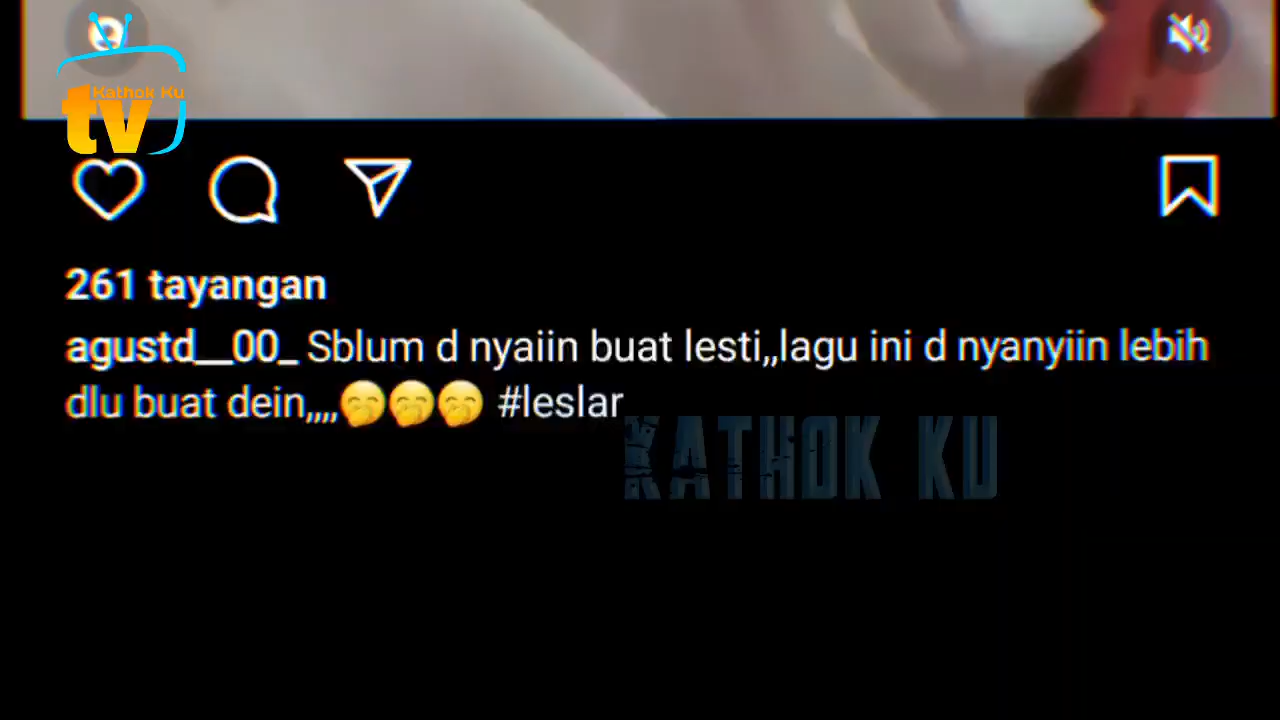 Kathok Ku
tv
261 tayangan
agustd__00_ Sblum d nyaiin buat lesti,,lagu ini d nyanyiin lebih
dlu buat dein,,,,🤭🤭🤭 #leslar
KATHOK KU